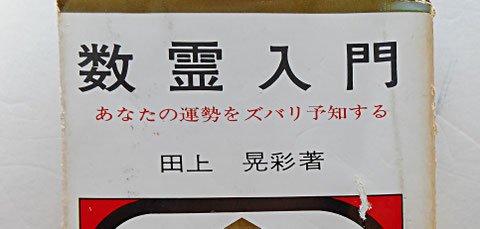 数霊入門
あなたの運勢をズバリ予知する
田上 晃彩著